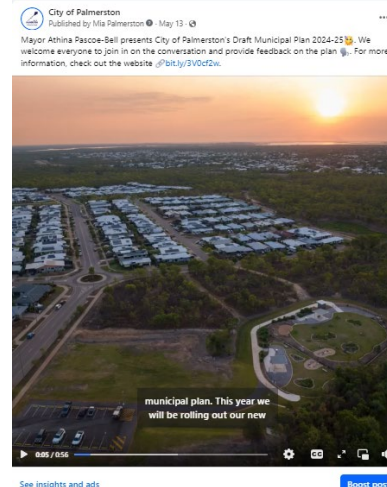 City of Palmerston
Published by Mia Palmerston · May 13 ·
Mayor Athina Pascoe-Bell presents City of Palmerston's Draft Municipal Plan 2024-25👏. We
welcome everyone to join in on the conversation and provide feedback on the plan 🗣️. For more
information, check out the website 🔗bit.ly/3V0cf2w.
municipal plan. This year we
will be rolling out our new
0:05 / 0:56
CC
See insights and ads
Boost post